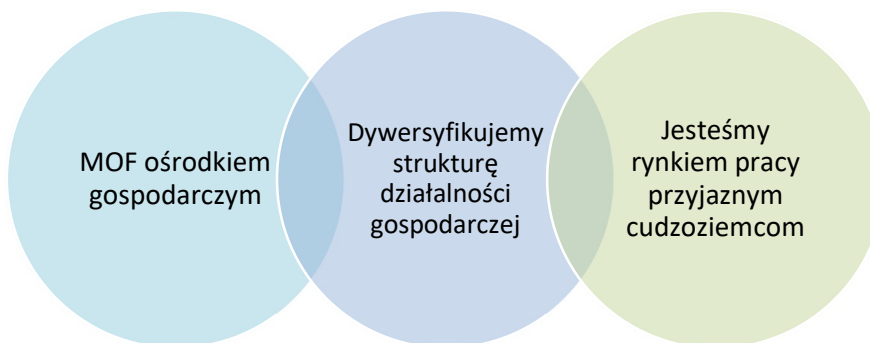 MOF ośrodkiem
gospodarczym
Dywersyfikujemy
strukturę
działalności
gospodarczej
Jesteśmy
rynkiem pracy
przyjaznym
cudzoziemcom